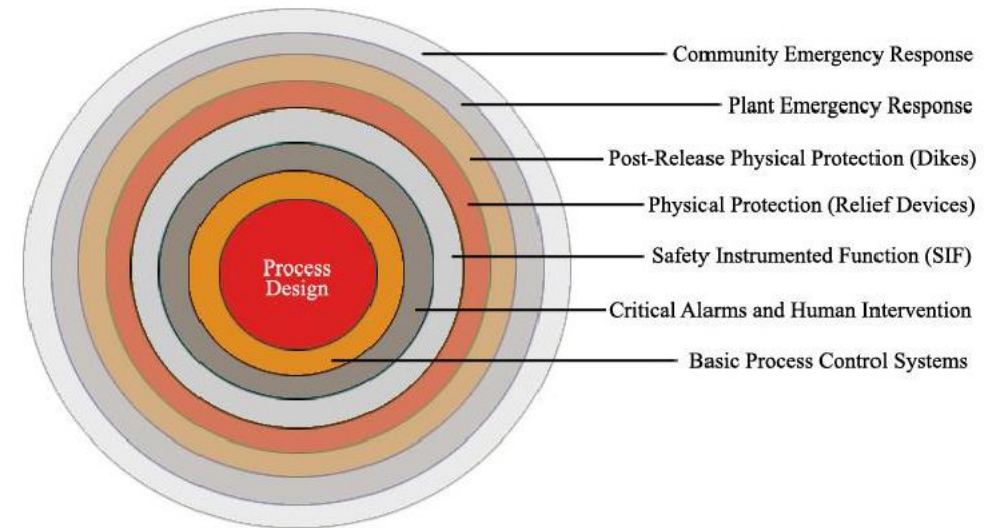 Community Emergency Response
Plant Emergency Response
Post-Release Physical Protection (Dikes)
Physical Protection (Relief Devices)
Safety Instrumented Function (SIF)
Process
Design
Critical Alarms and Human Intervention
Basic Process Control Systems